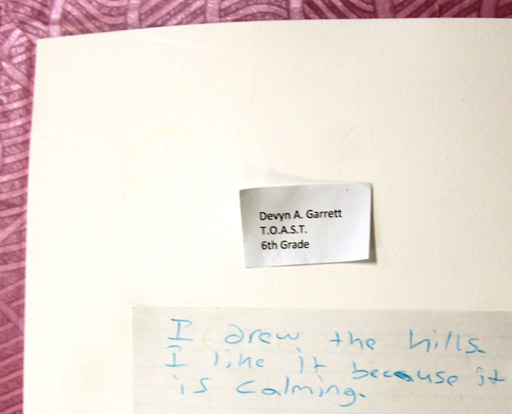 Devyn A. Garrett
T.O.A.S.T.
6th Grade
I drew the hills.
I like it because it
is calming.